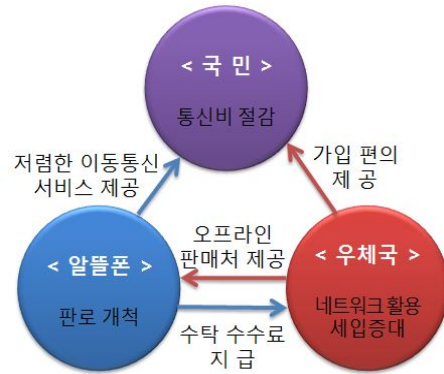 < 국 민 >
통신비 절감
저렴한 이동통신
서비스 제공
가입 편의
제 공
오프라인
판매처 제공
< 알뜰폰 >
판로 개척
< 우체국 >
네트워크 활용
세입증대
수탁 수수료
지 급